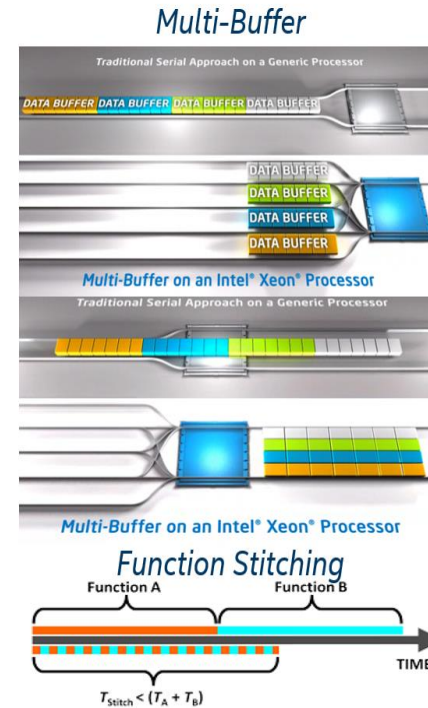 Multi-Buffer
Traditional Serial Approach on a Generic Processor
DATA BUFFER DATA BUFFER DATA BUFFER DATA BUFFER
DATA BUFFER
DATA BUFFER
DATA BUFFER
DATA BUFFER
Multi-Buffer on an Intel® Xeon® Processor
Traditional Serial Approach on a Generic Processor
Multi-Buffer on an Intel® Xeon® Processor
Function Stitching
Function A Function B
TIME
TStitch < (TA + TB)